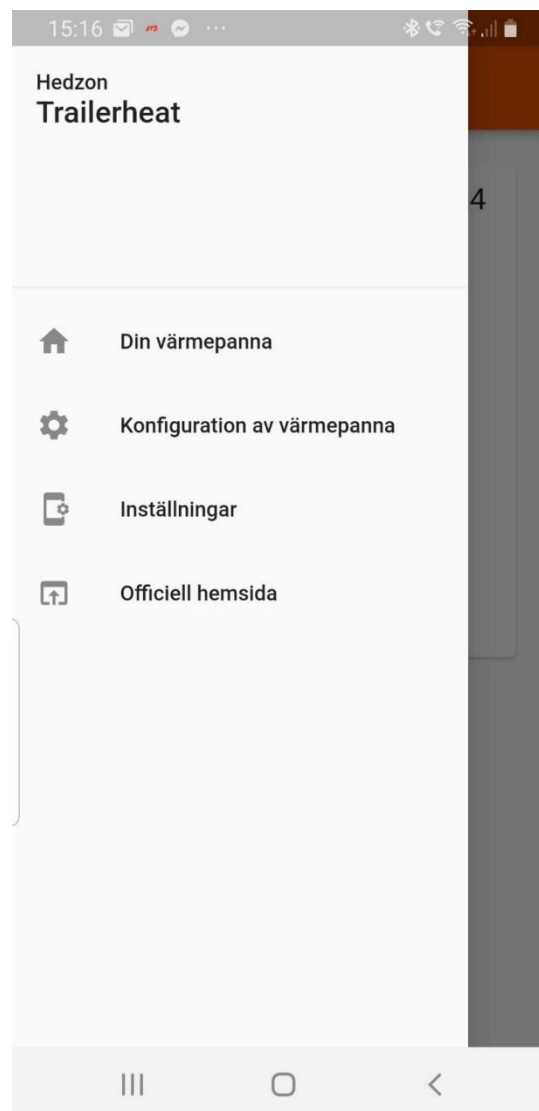 15:16
Hedzon
Trailerheat
4
Din värmepanna
Konfiguration av värmepanna
Inställningar
Officiell hemsida